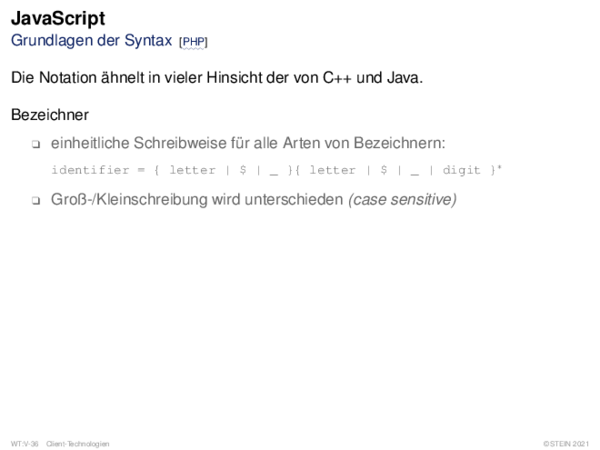 JavaScript
Grundlagen der Syntax [PHP]
Die Notation ähnelt in vieler Hinsicht der von C++ und Java.
Bezeichner
❑ einheitliche Schreibweise für alle Arten von Bezeichnern:
identifier = { letter | $ | _ }{ letter | $ | _ | digit }*
❑ Groß-/Kleinschreibung wird unterschieden (case sensitive)
WT:V-36 Client-Technologien ©STEIN 2021